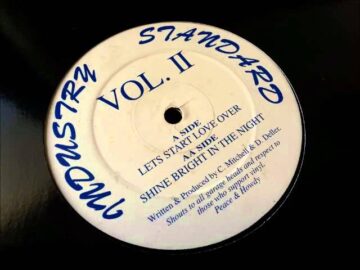 INDUSTRY STANDARD
VOL. II
A SIDE
LETS START LOVE OVER
AA SIDE
SHINE BRIGHT IN THE NIGHT
Written & Produced by C. Mitchell & D. Deller.
Shouts to all garage heads and respect to
those who support vinyl.
Peace & Howdy